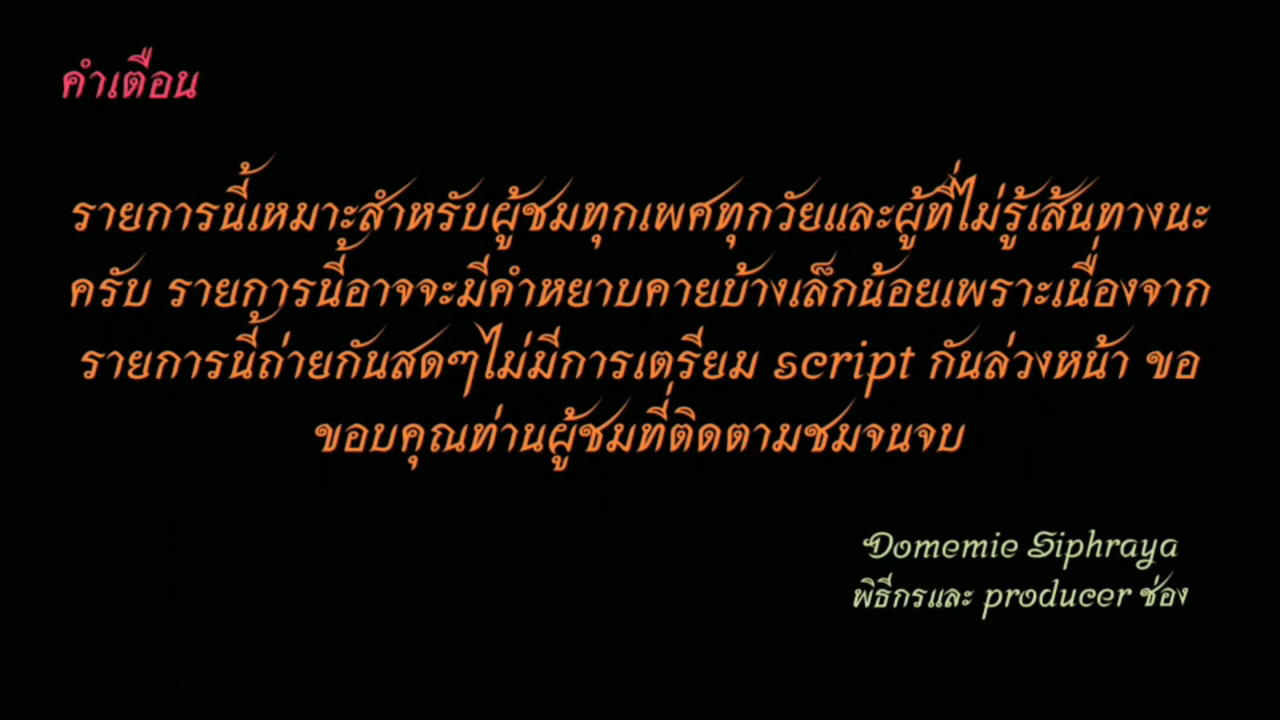 คำเตือน
รายการนี้เหมาะสำหรับผู้ชมทุกเพศทุกวัยและผู้ที่ไม่รู้เส้นทางนะ
ครับ รายการนี้อาจจะมีคำหยาบคายบ้างเล็กน้อยเพราะเนื่องจาก
รายการนี้ถ่ายกันสดๆไม่มีการเตรียม script กันล่วงหน้า ขอ
ขอบคุณท่านผู้ชมที่ติดตามชมจนจบ
Domemie Siphraya
พิธีกรและ producer ช่อง